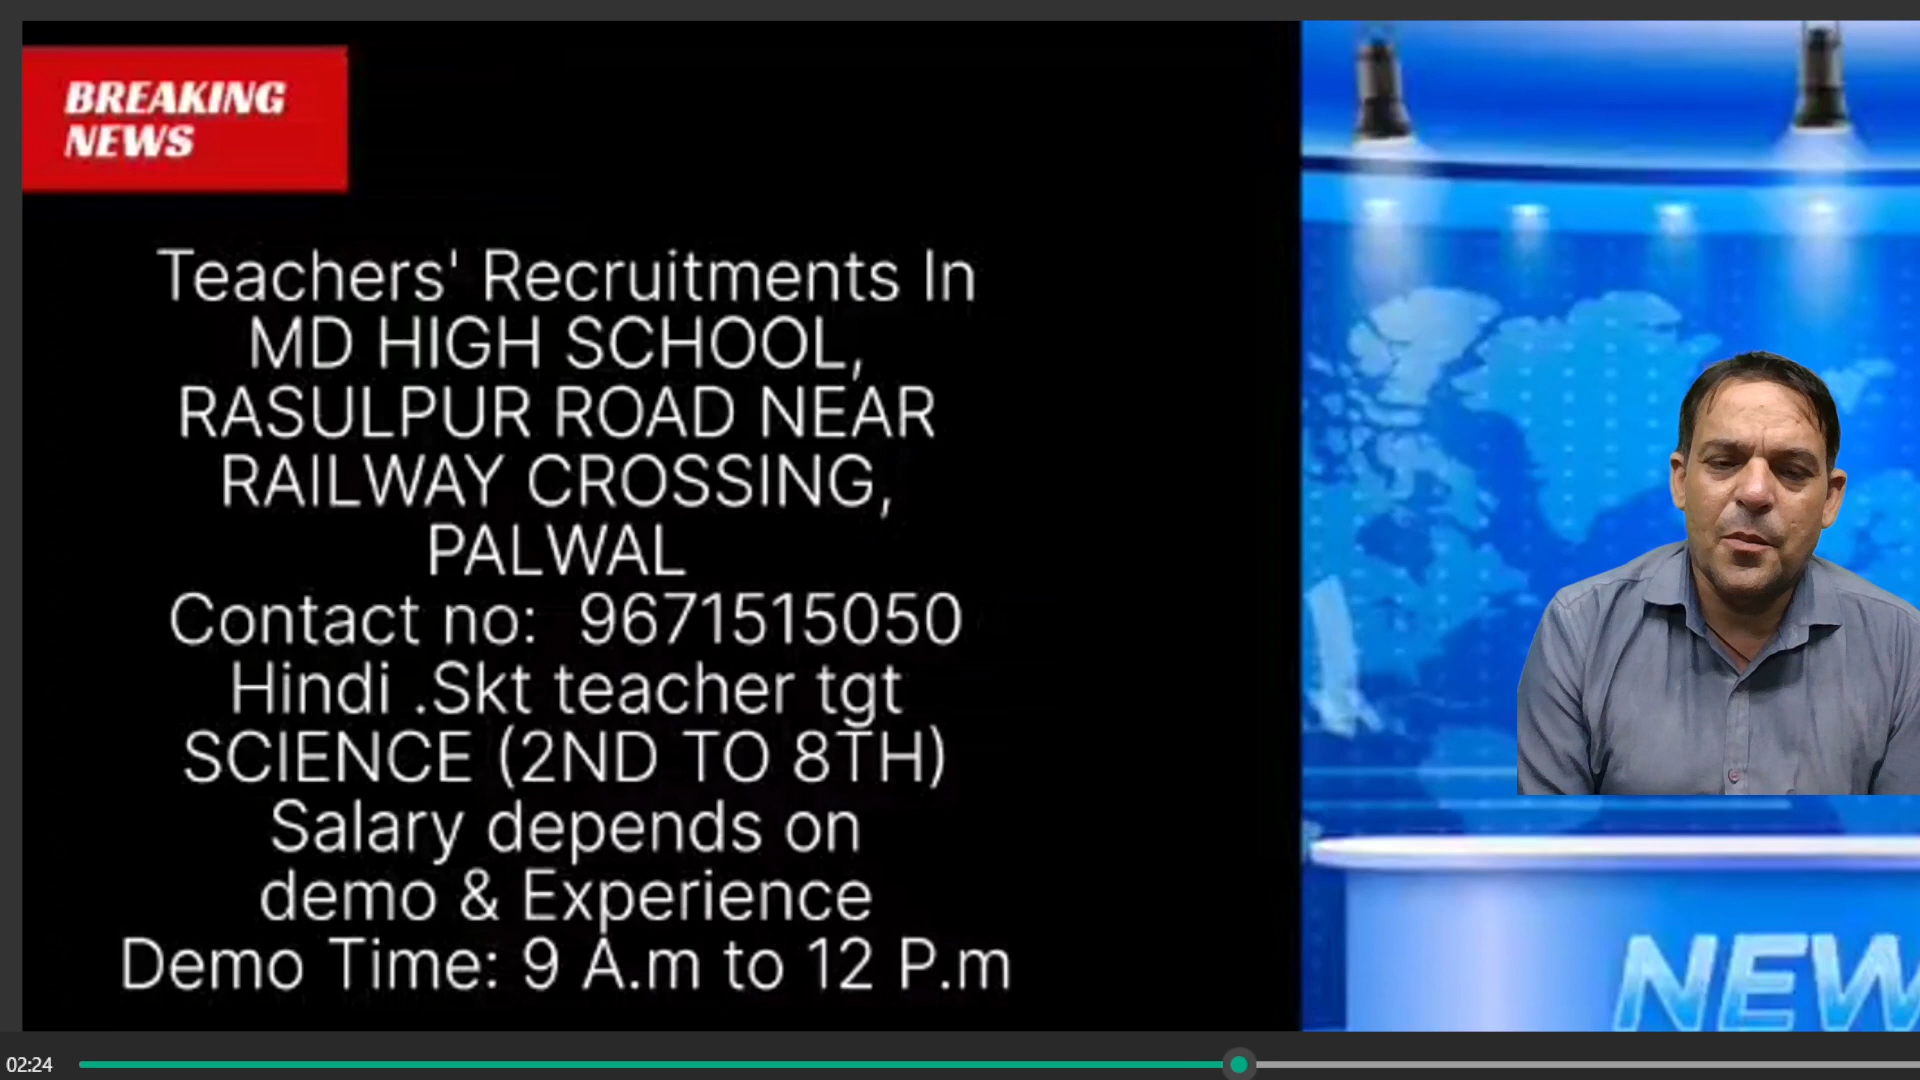 BREAKING
NEWS
Teachers' Recruitments In
MD HIGH SCHOOL,
RASULPUR ROAD NEAR
RAILWAY CROSSING,
PALWAL
Contact no: 9671515050
Hindi .Skt teacher tgt
SCIENCE (2ND TO 8TH)
Salary depends on
demo & Experience
Demo Time: 9 A.m to 12 P.m
NEW
02:24